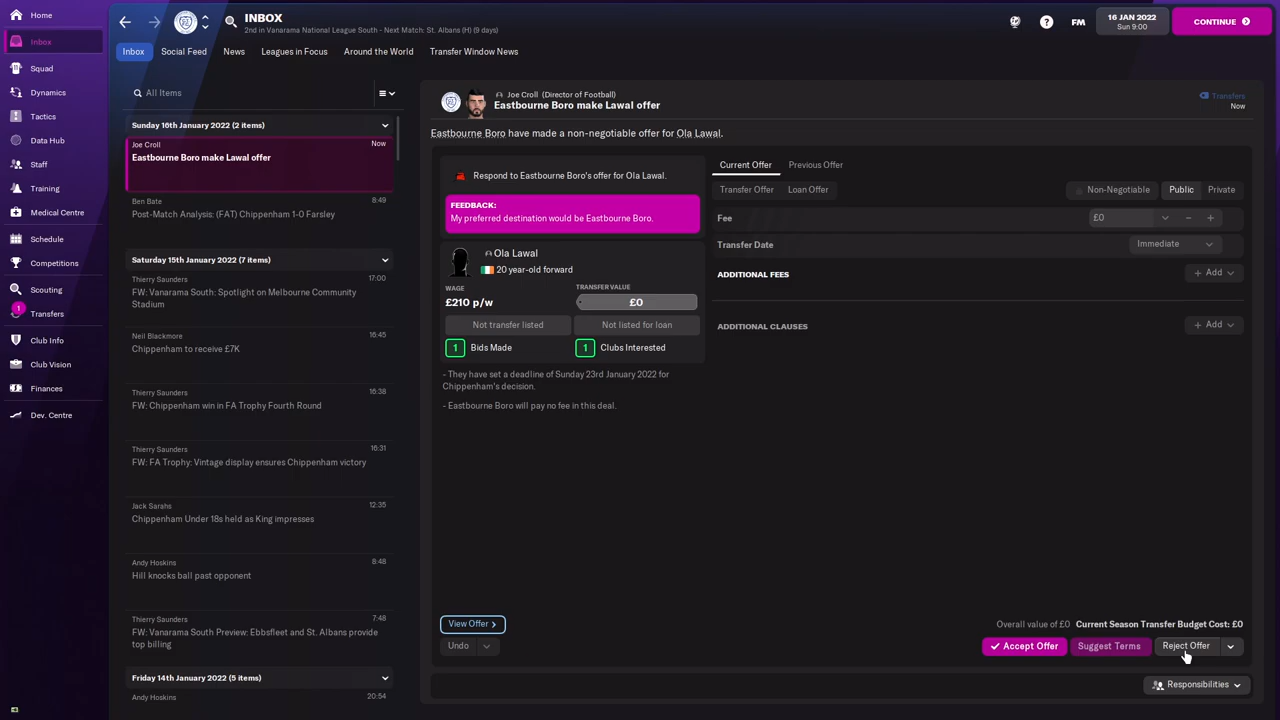 Home
Inbox
Squad
Dynamics
Tactics
Data Hub
Staff
Training
Medical Centre
Schedule
Competitions
Scouting
1
Transfers
Club Info
Club Vision
Finances
Dev. Centre
INBOX
2nd in Vanarama National League South - Next Match: St. Albans (H) (9 days)
FM
16 JAN 2022
Sun 9:00
CONTINUE
Inbox
Social Feed
News
Leagues in Focus
Around the World
Transfer Window News
All Items
Sunday 16th January 2022 (2 items)
Joe Croll
Now
Eastbourne Boro make Lawal offer
Ben Bate
8:49
Post-Match Analysis: (FAT) Chippenham 1-0 Farsley
Saturday 15th January 2022 (7 items)
Thierry Saunders
17:00
FW: Vanarama South: Spotlight on Melbourne Community
Stadium
Neil Blackmore
16:45
Chippenham to receive £7K
Thierry Saunders
16:38
FW: Chippenham win in FA Trophy Fourth Round
Thierry Saunders
16:31
FW: FA Trophy: Vintage display ensures Chippenham victory
Jack Sarahs
12:35
Chippenham Under 18s held as King impresses
Andy Hoskins
8:48
Hill knocks ball past opponent
Thierry Saunders
7:48
FW: Vanarama South Preview: Ebbsfleet and St. Albans provide
top billing
Friday 14th January 2022 (5 items)
Andy Hoskins
20:54
Joe Croll (Director of Football)
Eastbourne Boro make Lawal offer
Transfers
Now
Eastbourne Boro have made a non-negotiable offer for Ola Lawal.
Respond to Eastbourne Boro's offer for Ola Lawal.
FEEDBACK:
My preferred destination would be Eastbourne Boro.
Ola Lawal
20 year-old forward
WAGE
£210 p/w
TRANSFER VALUE
£0
Not transfer listed
Not listed for loan
1 Bids Made
1 Clubs Interested
- They have set a deadline of Sunday 23rd January 2022 for
Chippenham's decision.
- Eastbourne Boro will pay no fee in this deal.
Current Offer
Previous Offer
Transfer Offer
Loan Offer
Non-Negotiable
Public
Private
Fee
£0
Transfer Date
Immediate
ADDITIONAL FEES
Add
ADDITIONAL CLAUSES
Add
View Offer
Undo
Overall value of £0 Current Season Transfer Budget Cost: £0
Accept Offer
Suggest Terms
Reject Offer
Responsibilities